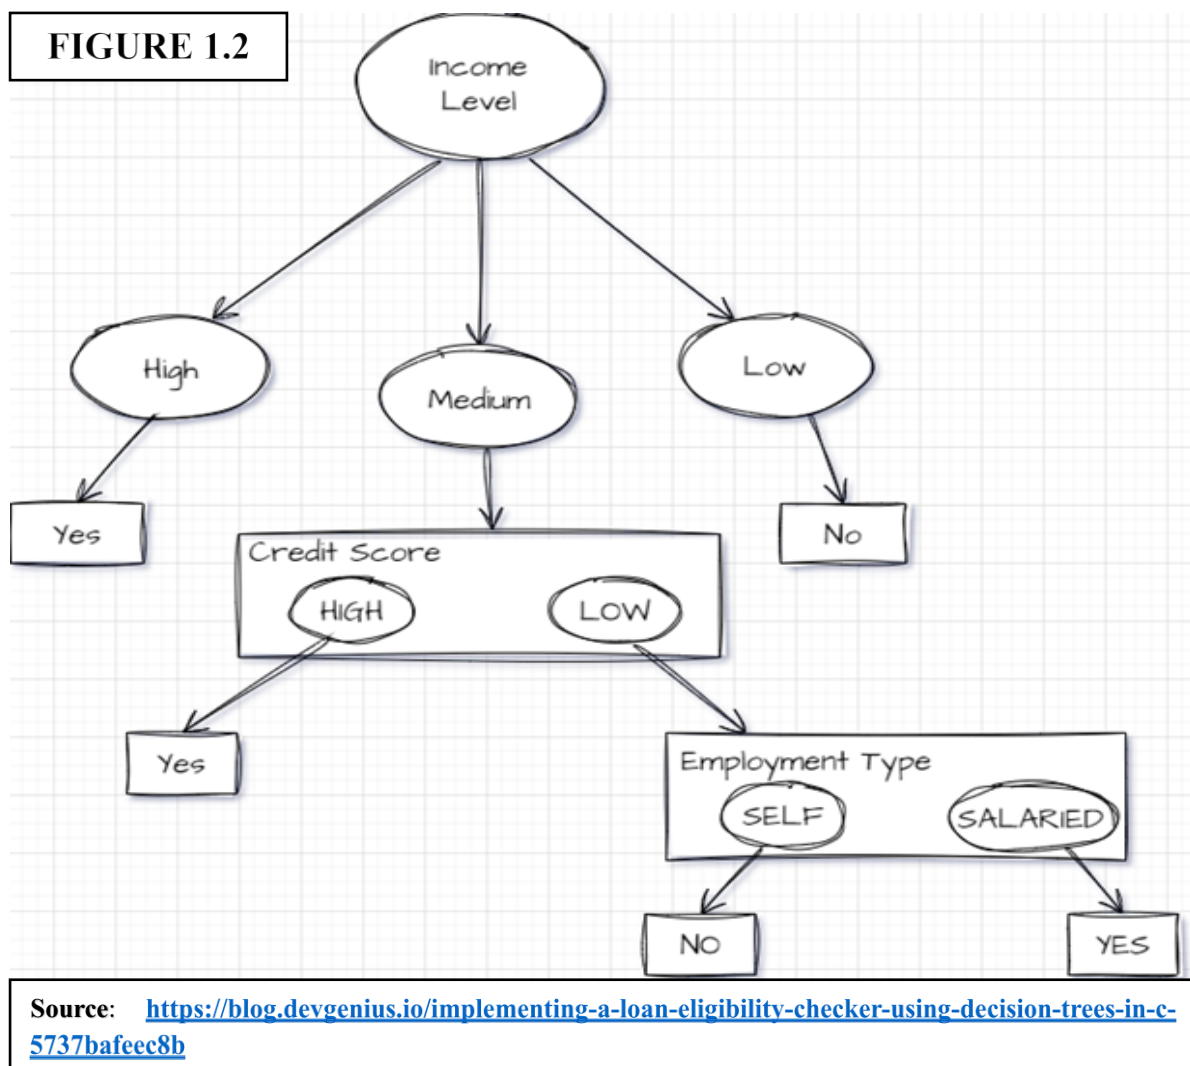 FIGURE 1.2
Income
Level
High
Medium
Low
Yes
No
Credit Score
HIGH
LOW
Yes
Employment Type
SELF
SALARIED
NO
YES
Source: https://blog.devgenius.io/implementing-a-loan-eligibility-checker-using-decision-trees-in-c-
5737bafeec8b